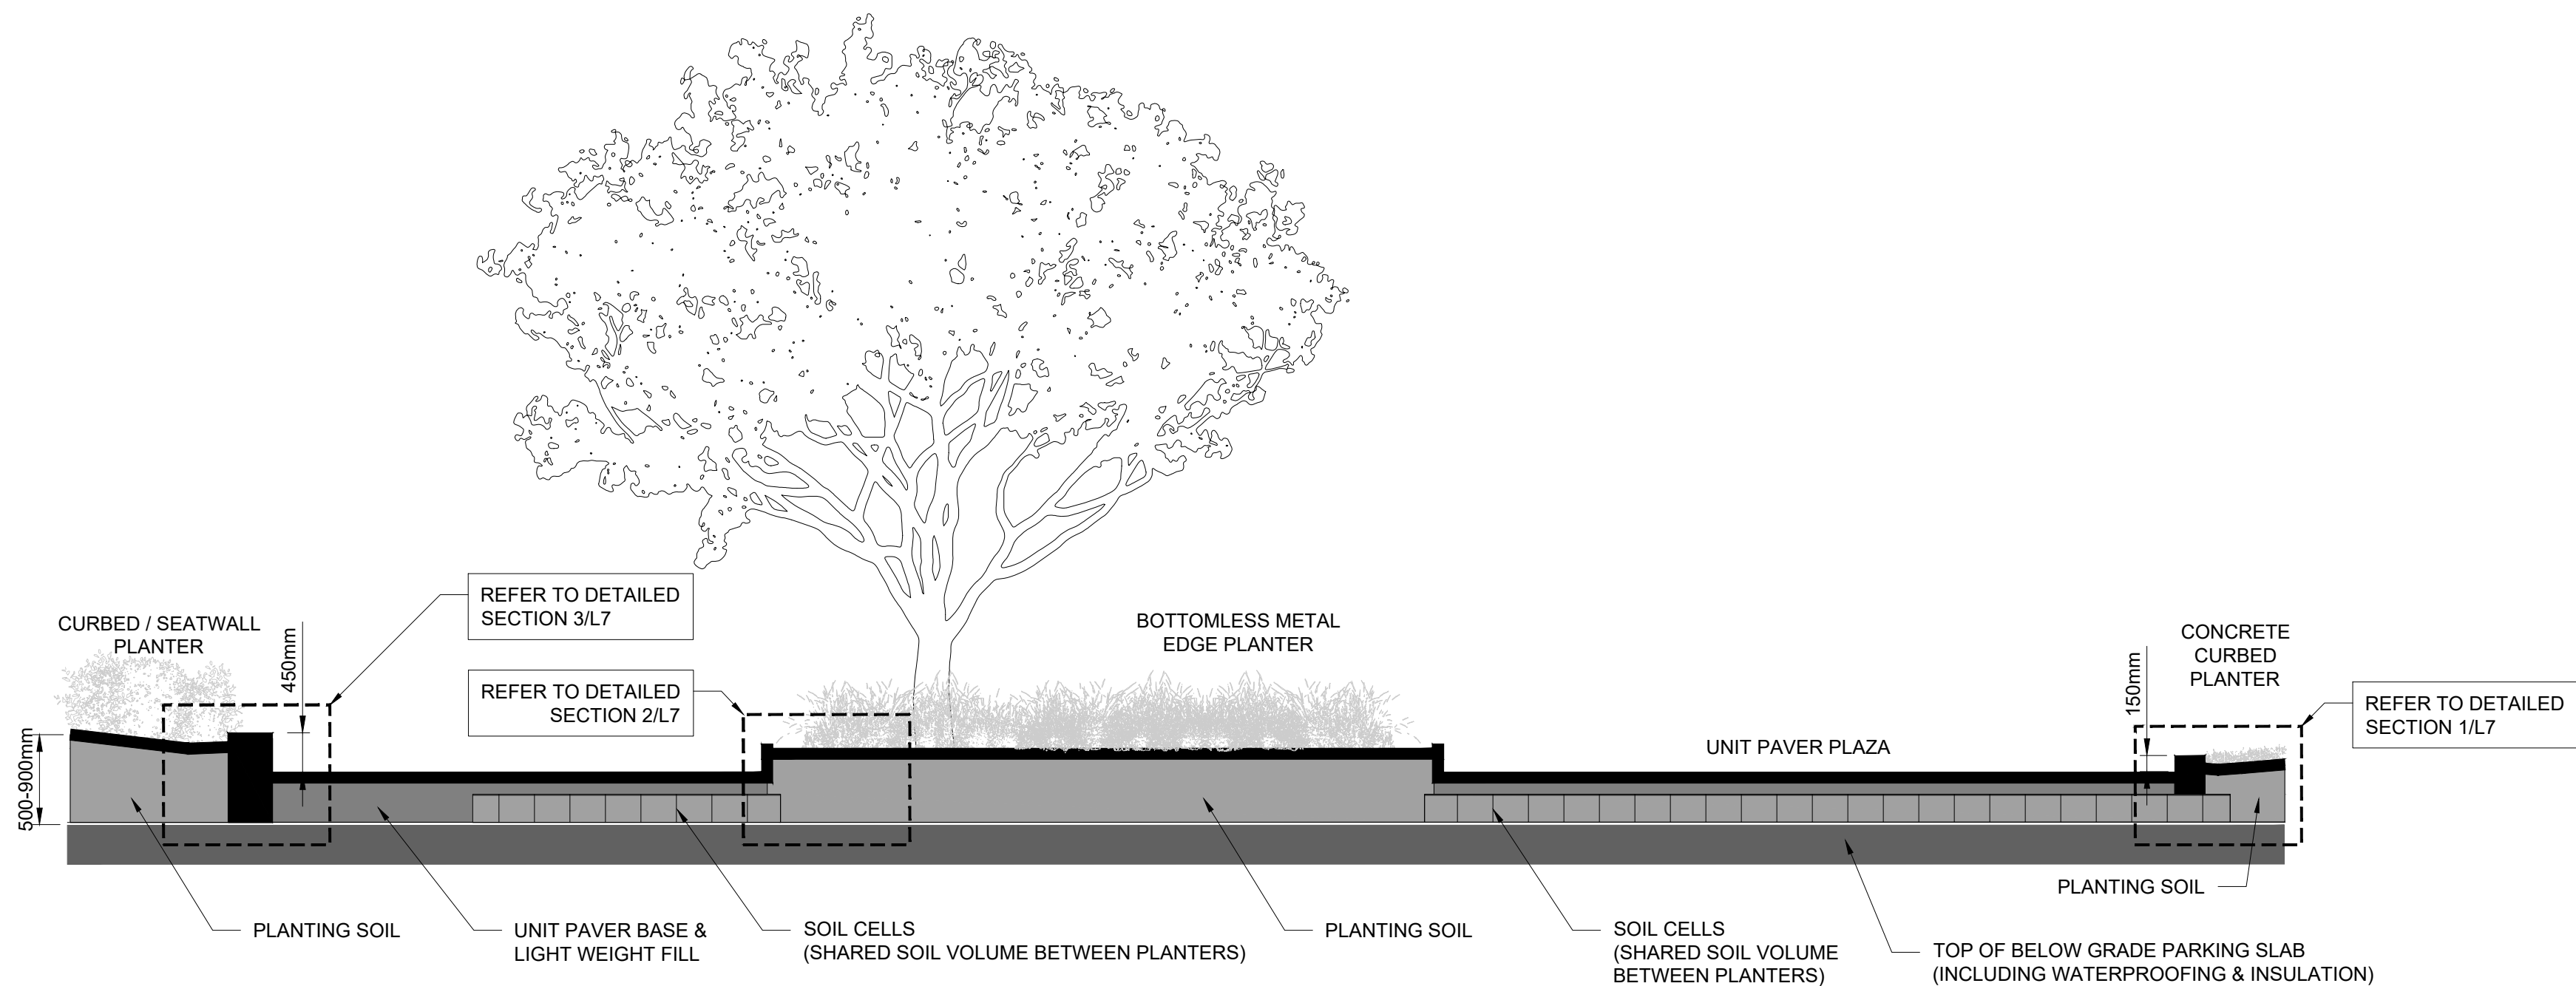 REFER TO DETAILED
SECTION 3/L7
CURBED / SEATWALL
PLANTER
450mm
REFER TO DETAILED
SECTION 2/L7
500-900mm
BOTTOMLESS METAL
EDGE PLANTER
UNIT PAVER PLAZA
CONCRETE
CURBED
PLANTER
150mm
REFER TO DETAILED
SECTION 1/L7
PLANTING SOIL
UNIT PAVER BASE &
LIGHT WEIGHT FILL
SOIL CELLS
(SHARED SOIL VOLUME BETWEEN PLANTERS)
PLANTING SOIL
SOIL CELLS
(SHARED SOIL VOLUME
BETWEEN PLANTERS)
PLANTING SOIL
TOP OF BELOW GRADE PARKING SLAB
(INCLUDING WATERPROOFING & INSULATION)